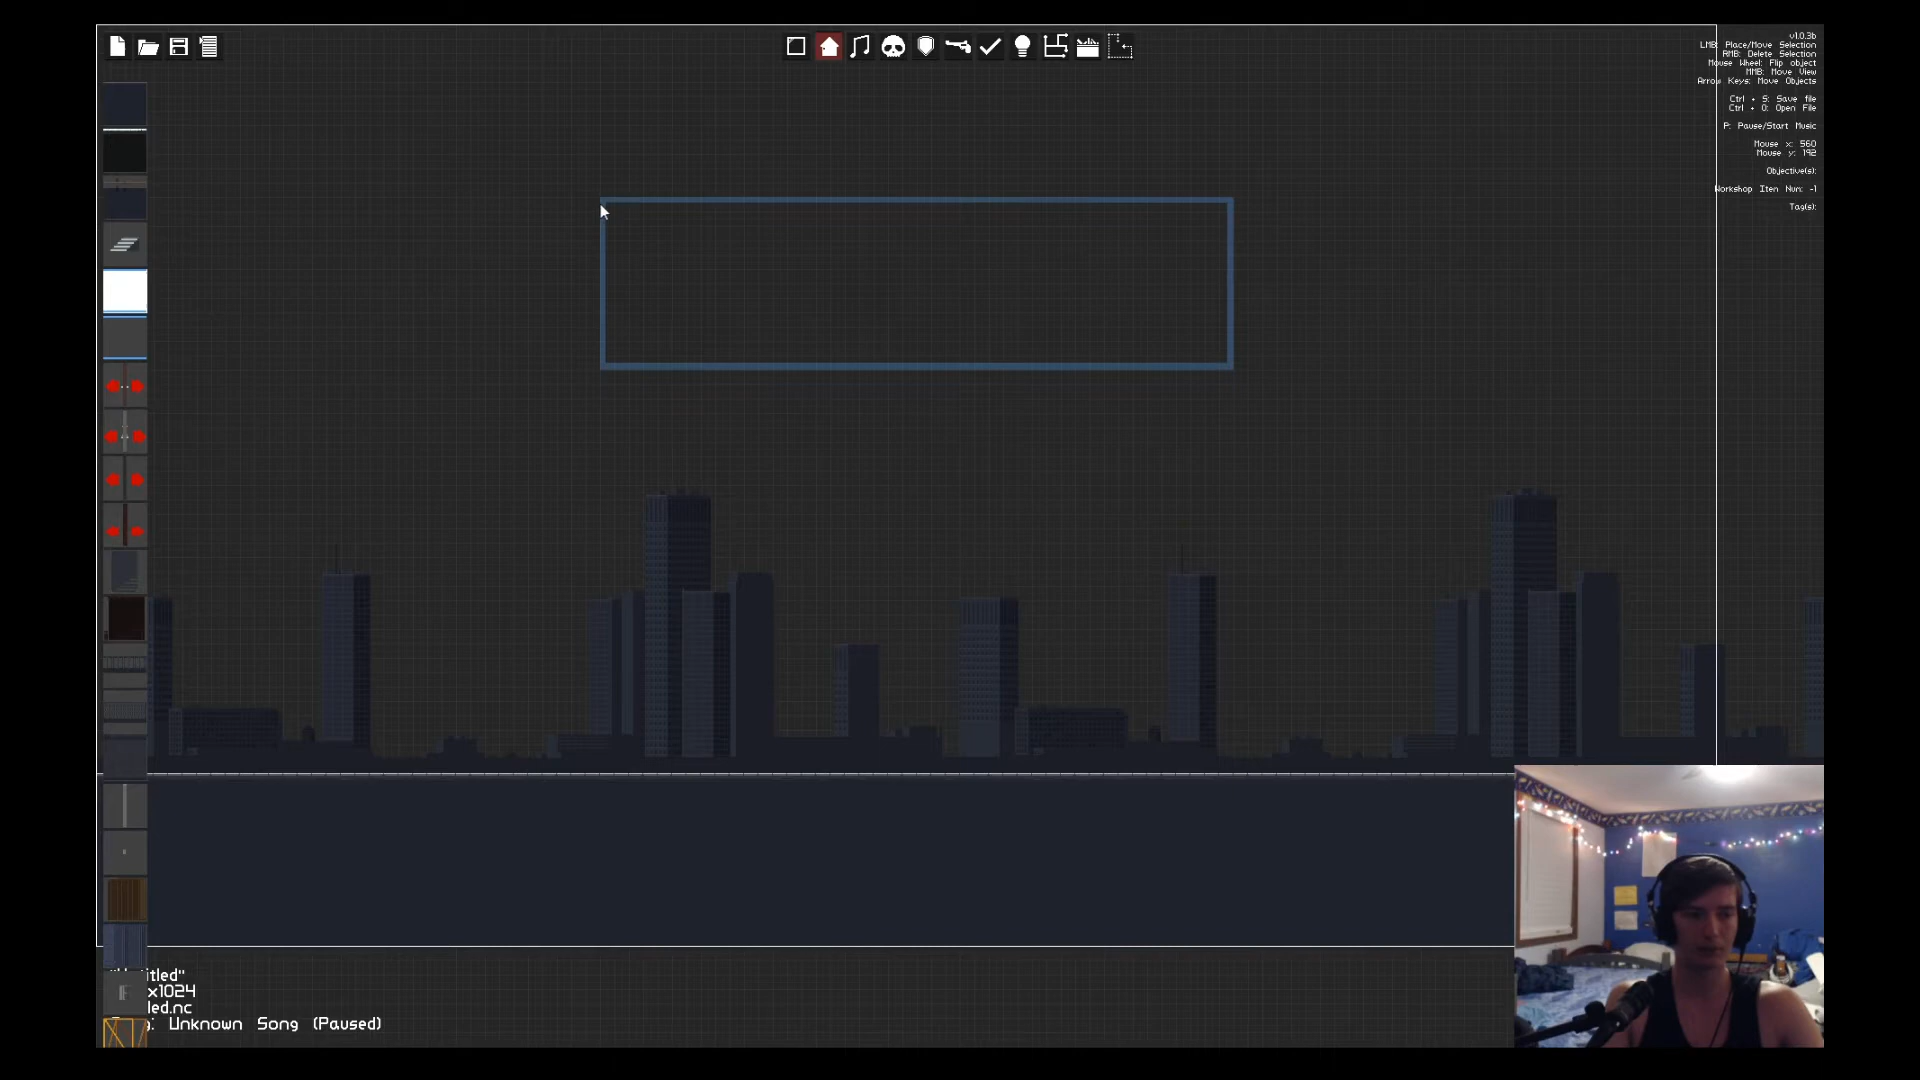 v1.0.3b
LMB: Place/Move Selection
RMB: Delete Selection
Mouse Wheel: Flip object
MMB: Move View
Arrow Keys: Move Objects
Ctrl + S: Save file
Ctrl + O: Open File
P: Pause/Start Music
Mouse x: 560
Mouse y: 192
Objective(s):
Workshop Item Num: -1
Tag(s):
itled"
x1024
led.nc
: Unknown Song (Paused)